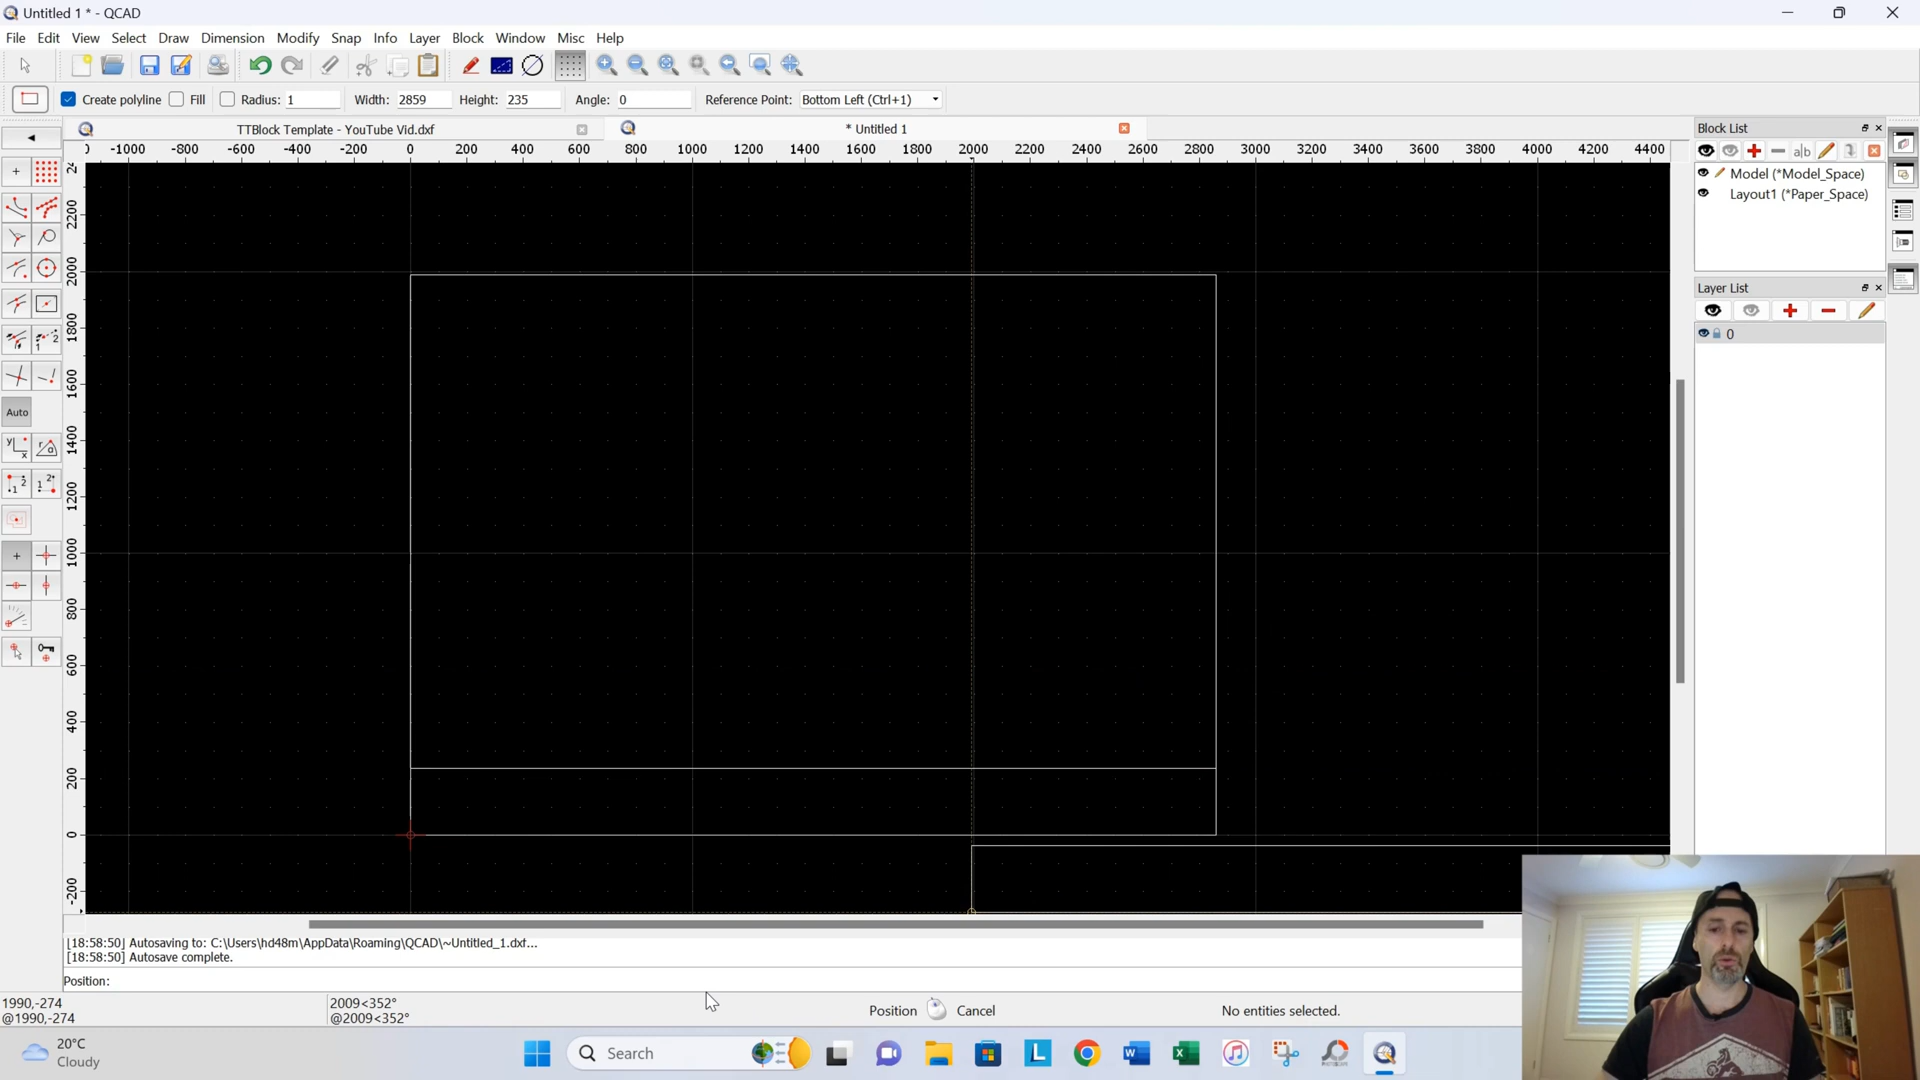 Untitled 1 * - QCAD
File Edit View Select Draw Dimension Modify Snap Info Layer Block Window Misc Help
Create polyline Fill Radius: 1 Width: 2859 Height: 235 Angle: 0 Reference Point: Bottom Left (Ctrl+1)
TTBlock Template - YouTube Vid.dxf * Untitled 1
-1000 -800 -600 -400 -200 0 200 400 600 800 1000 1200 1400 1600 1800 2000 2200 2400 2600 2800 3000 3200 3400 3600 3800 4000 4200 4400
2200
2000
1800
1600
1400
1200
1000
800
600
400
200
0
-200
Auto
Block List
Model (*Model_Space)
Layout1 (*Paper_Space)
Layer List
0
[18:58:50] Autosaving to: C:\Users\hd48m\AppData\Roaming\QCAD\~Untitled_1.dxf...
[18:58:50] Autosave complete.
Position:
1990,-274 2009<352°
@1990,-274 @2009<352°
Position Cancel No entities selected.
20°C
Cloudy
Search